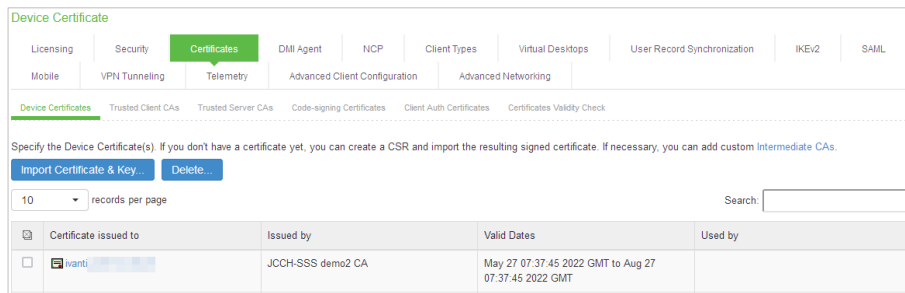 Device Certificate
Licensing Security Certificates DMI Agent NCP Client Types Virtual Desktops User Record Synchronization IKEv2 SAML
Mobile VPN Tunneling Telemetry Advanced Client Configuration Advanced Networking
Device Certificates Trusted Client CAs Trusted Server CAs Code-signing Certificates Client Auth Certificates Certificates Validity Check
Specify the Device Certificate(s). If you don't have a certificate yet, you can create a CSR and import the resulting signed certificate. If necessary, you can add custom Intermediate CAs.
Import Certificate & Key... Delete...
10 records per page Search:
Certificate issued to Issued by Valid Dates Used by
ivanti JCCH-SSS demo2 CA May 27 07:37:45 2022 GMT to Aug 27
07:37:45 2022 GMT